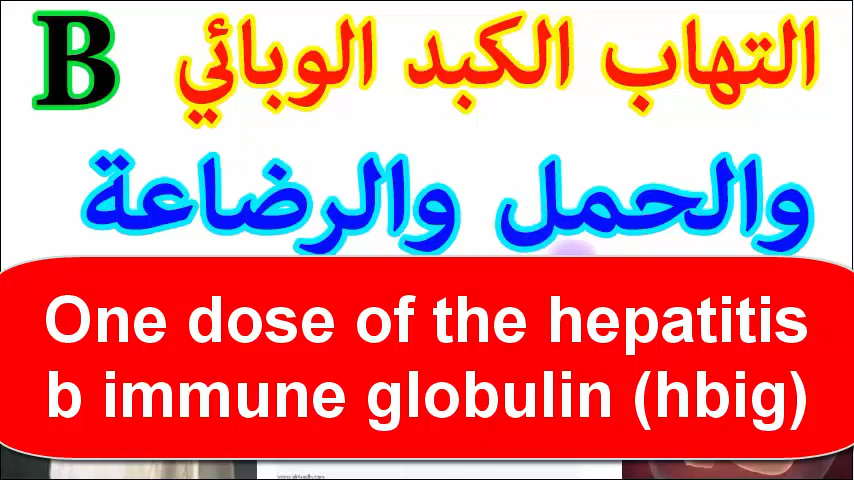 التهاب الكبد الوبائي B
والحمل والرضاعة
One dose of the hepatitis
b immune globulin (hbig)